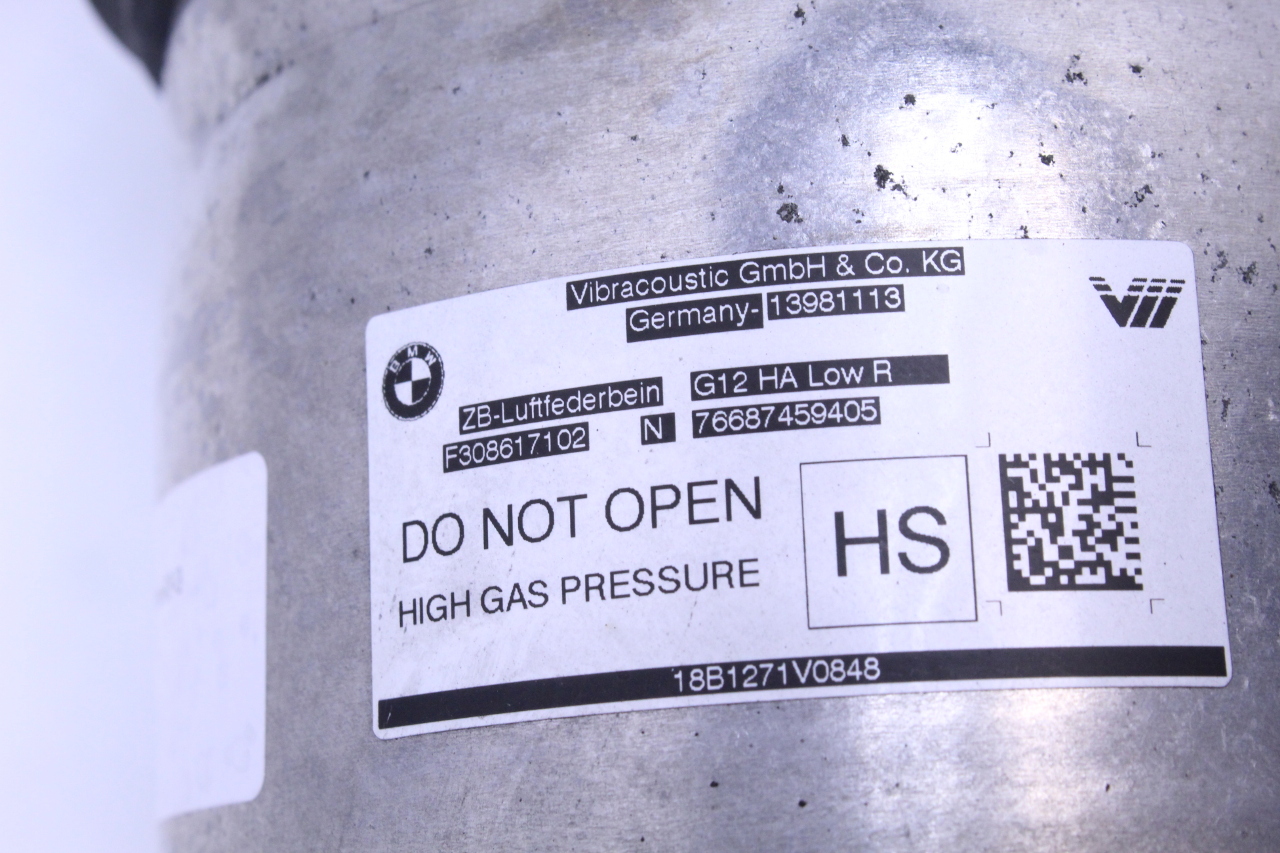 Vibracoustic GmbH & Co. KG
Germany- 13981113
BMW
ZB-Luftfederbein G12 HA Low R
F308617102 N 76687459405
DO NOT OPEN
HIGH GAS PRESSURE
HS
18B1271V0848